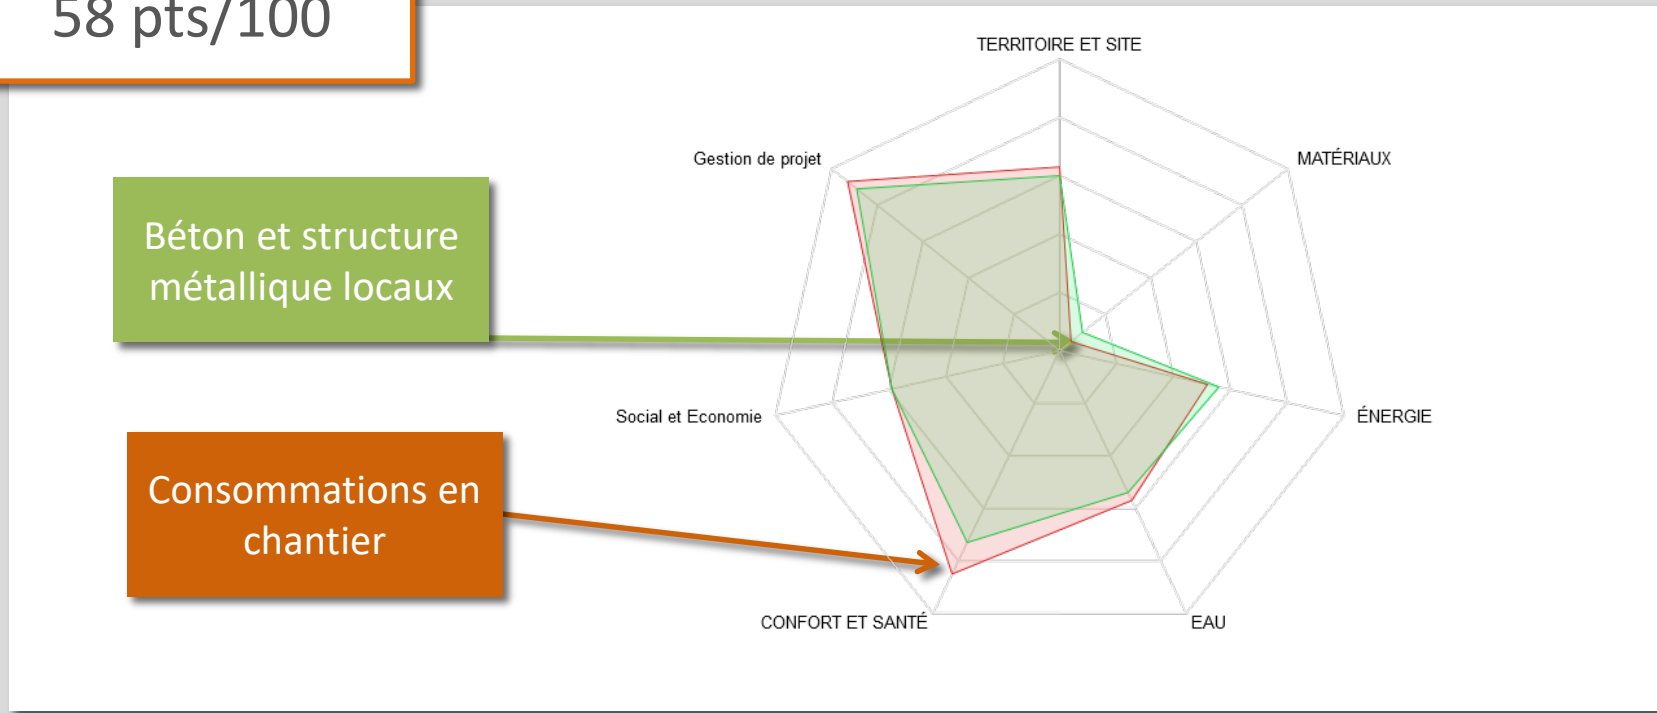 58 pts/100
TERRITOIRE ET SITE
Gestion de projet
MATÉRIAUX
Béton et structure
métallique locaux
Social et Economie
ÉNERGIE
Consommations en
chantier
CONFORT ET SANTÉ
EAU